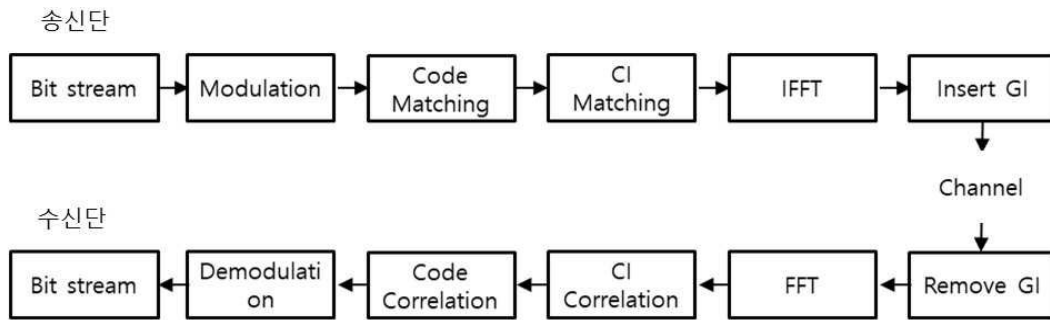 송신단
Bit stream
Modulation
Code
Matching
CI
Matching
IFFT
Insert GI
Channel
수신단
Bit stream
Demodulati
on
Code
Correlation
CI
Correlation
FFT
Remove GI